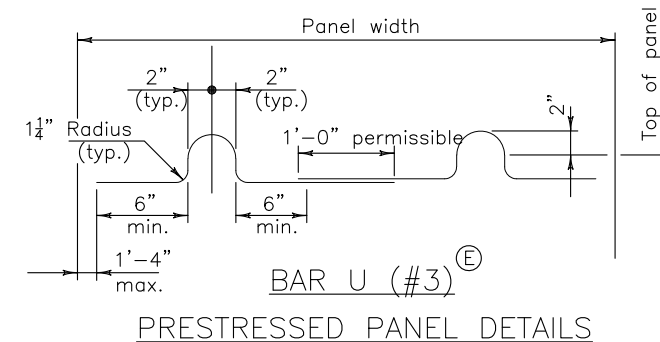 Panel width
Top of panel
2"
(typ.)
2"
(typ.)
1¼" Radius
(typ.)
1'-0" permissible
2"
6"
min.
6"
min.
1'-4"
max.
BAR U (#3) E
PRESTRESSED PANEL DETAILS